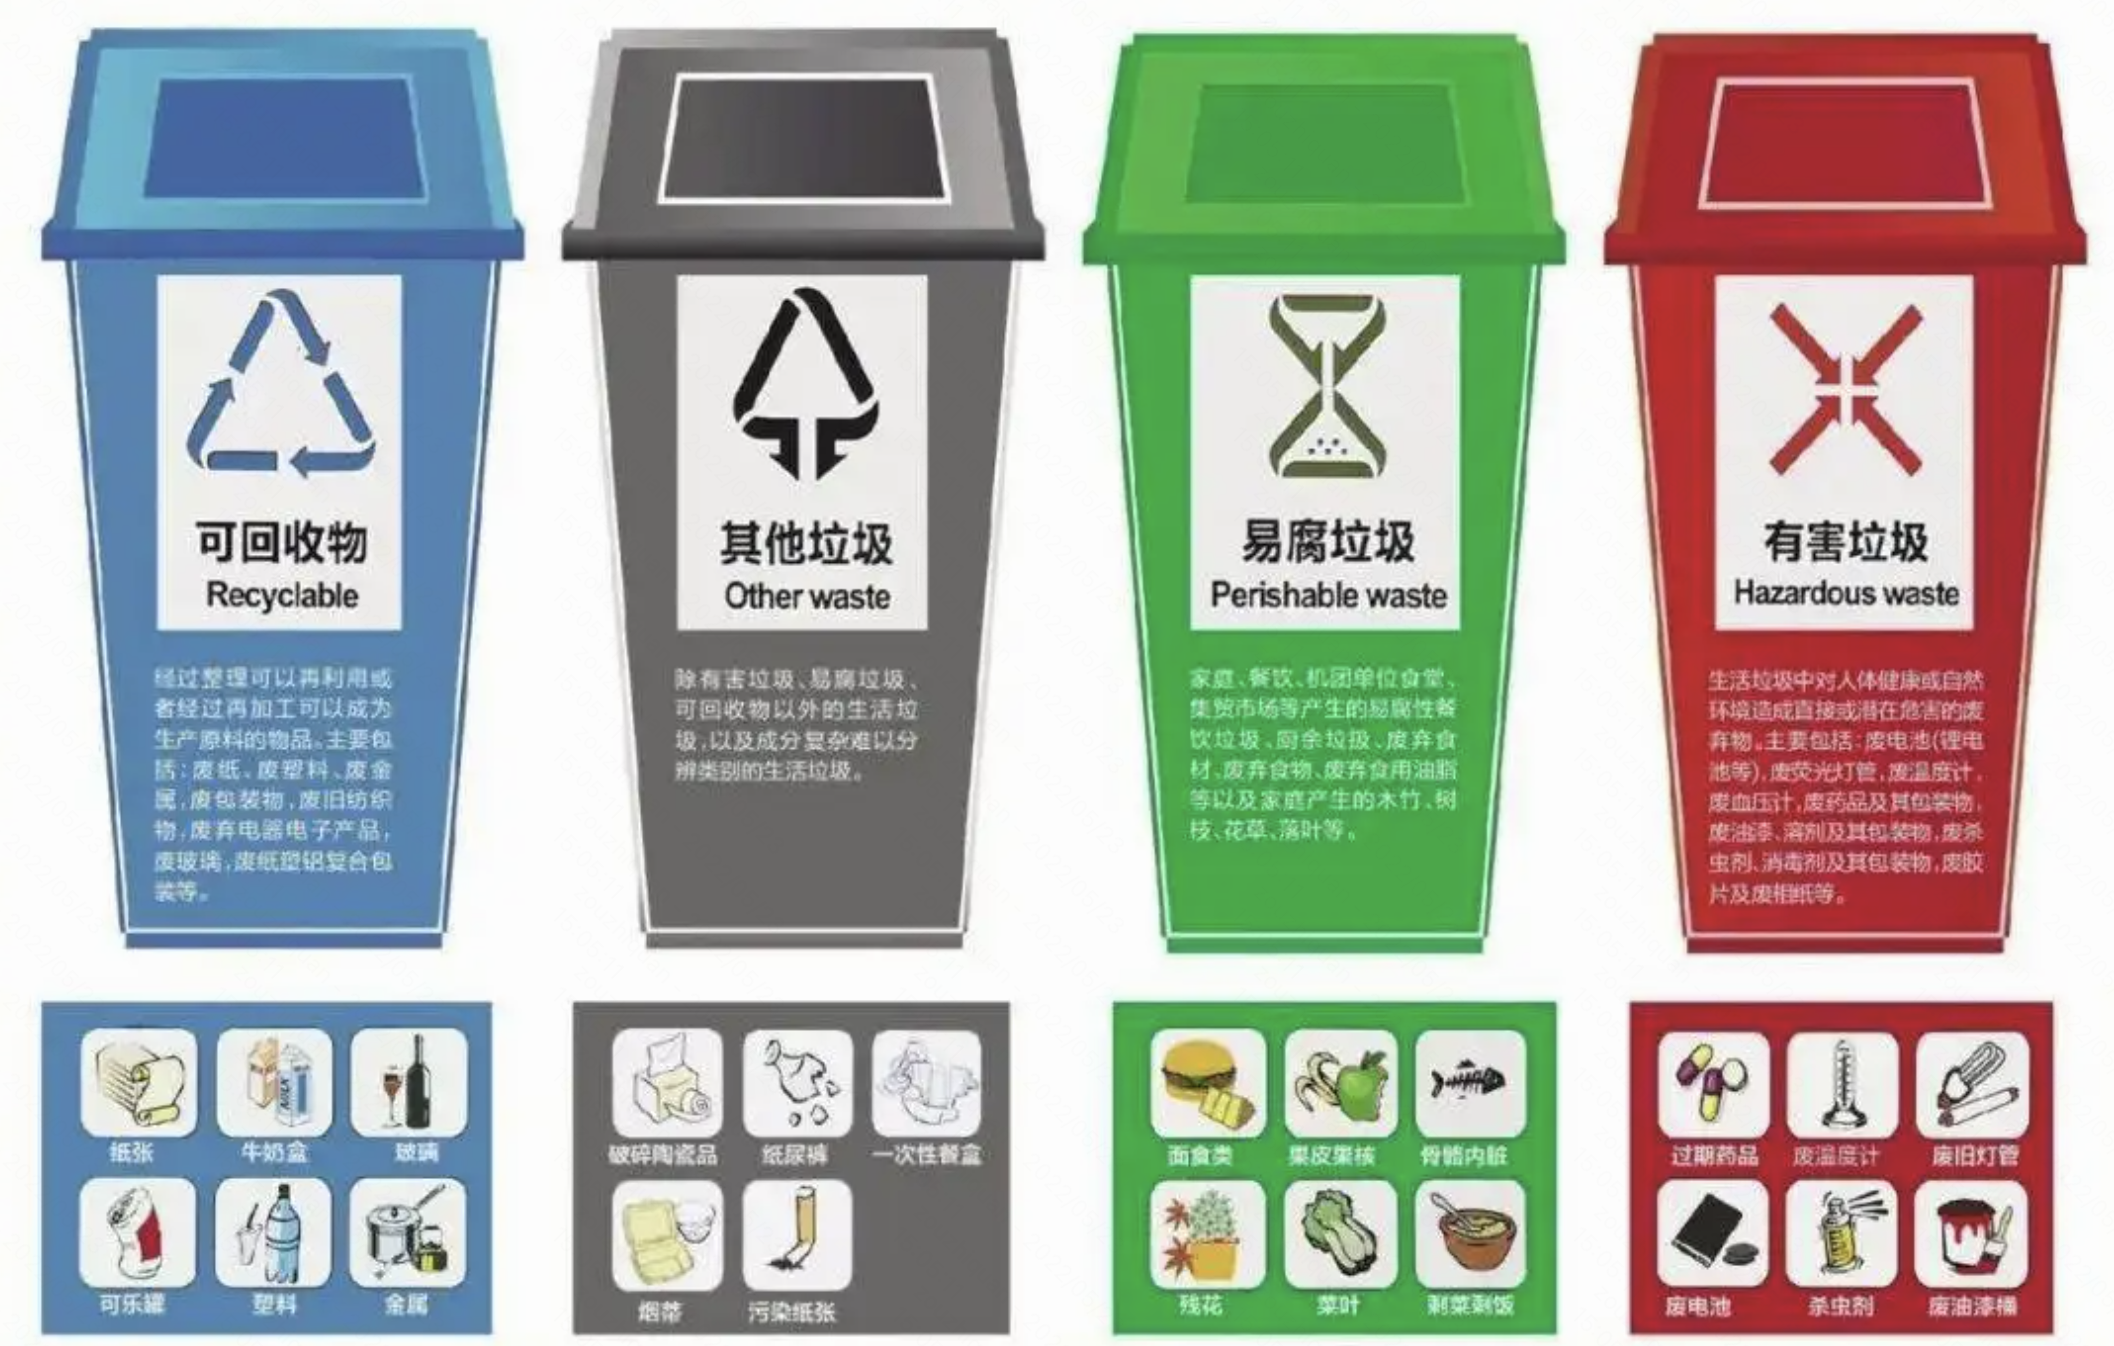 可回收物
Recyclable
经过整理可以再利用或
者经过再加工可以成为
生产原料的物品。主要包
括：废纸、废塑料、废金
属，废包装物，废旧纺织
物，废弃电器电子产品，
废玻璃，废纸塑铝复合包
装等。
其他垃圾
Other waste
除有害垃圾、易腐垃圾、
可回收物以外的生活垃
圾，以及成分复杂难以分
辨类别的生活垃圾。
易腐垃圾
Perishable waste
家庭、餐饮、机团单位食堂、
集贸市场等产生的易腐性餐
饮垃圾、厨余垃圾、废弃食
材、废弃食物、废弃食用油脂
等以及家庭产生的木竹、树
枝、花草、落叶等。
有害垃圾
Hazardous waste
生活垃圾中对人体健康或自然
环境造成直接或潜在危害的废
弃物。主要包括：废电池(锂电
池等)，废荧光灯管，废温度计，
废血压计，废药品及其包装物，
废油漆、溶剂及其包装物，废杀
虫剂、消毒剂及其包装物，废胶
片及废相纸等。
MILK
纸张 牛奶盒 玻璃
可乐罐 塑料 金属
破碎陶瓷品 纸尿裤 一次性餐盒
烟蒂 污染纸张
面食类 果皮果核 骨骼内脏
残花 菜叶 剩菜剩饭
过期药品 废温度计 废旧灯管
废电池 杀虫剂 废油漆桶